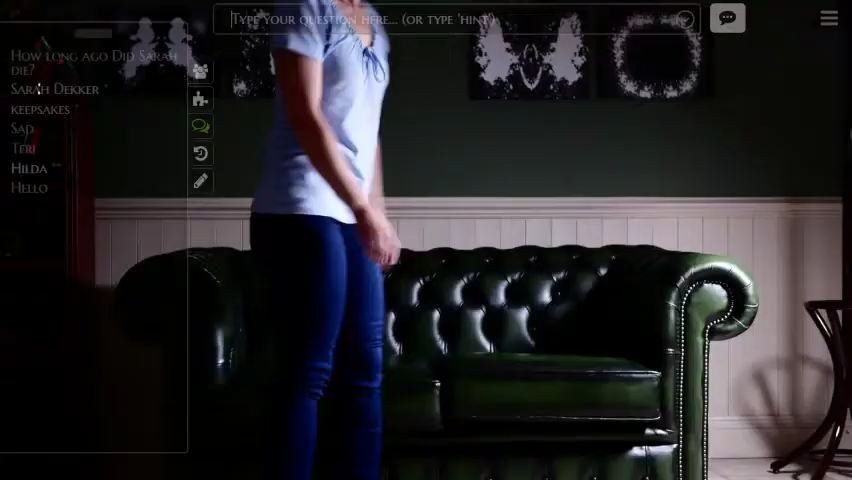 Type your question here... (or type 'hint')
How long ago Did Sarah
die?
Sarah Dekker *
keepsakes *
Sad
Teri
Hilda **
Hello